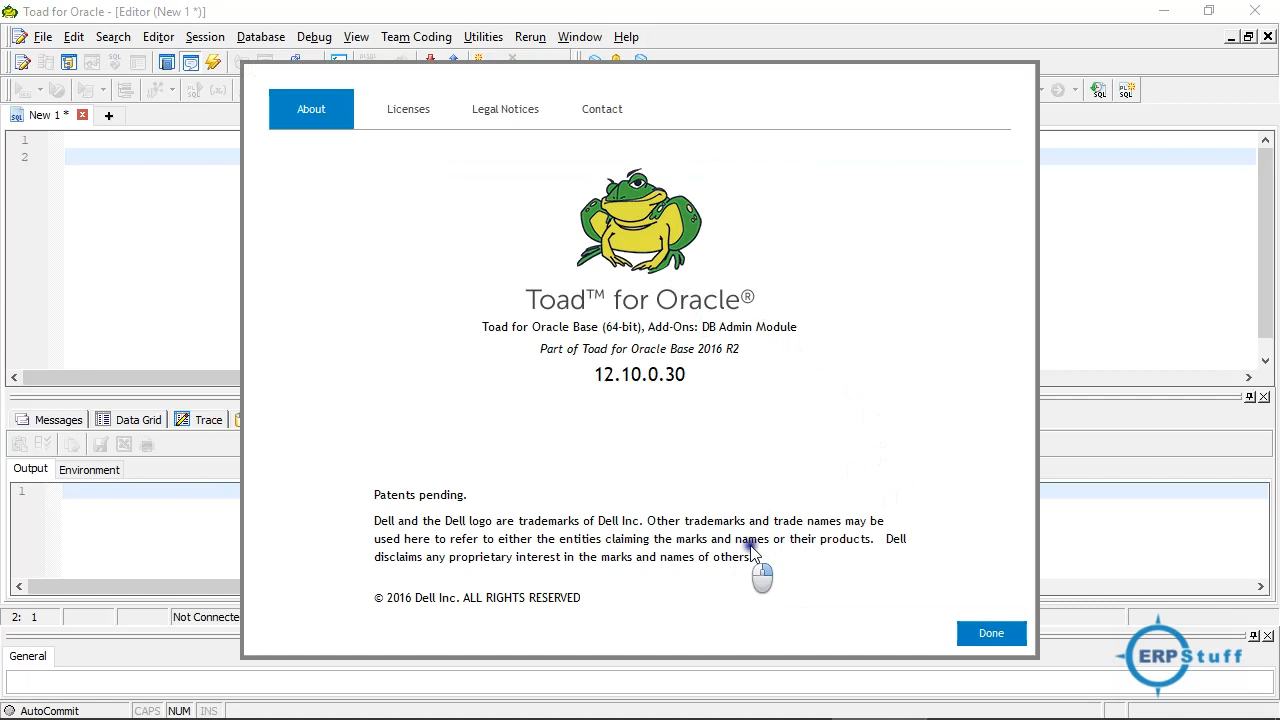 Toad for Oracle - [Editor (New 1 *)]
File Edit Search Editor Session Database Debug View Team Coding Utilities Rerun Window Help
New 1 *
About Licenses Legal Notices Contact
1
2
Toad™ for Oracle®
Toad for Oracle Base (64-bit), Add-Ons: DB Admin Module
Part of Toad for Oracle Base 2016 R2
12.10.0.30
Messages Data Grid Trace
Output Environment
1
Patents pending.
Dell and the Dell logo are trademarks of Dell Inc. Other trademarks and trade names may be
used here to refer to either the entities claiming the marks and names or their products. Dell
disclaims any proprietary interest in the marks and names of others.
© 2016 Dell Inc. ALL RIGHTS RESERVED
2: 1 Not Connecte
Done
General
ERPStuff
AutoCommit CAPS NUM INS